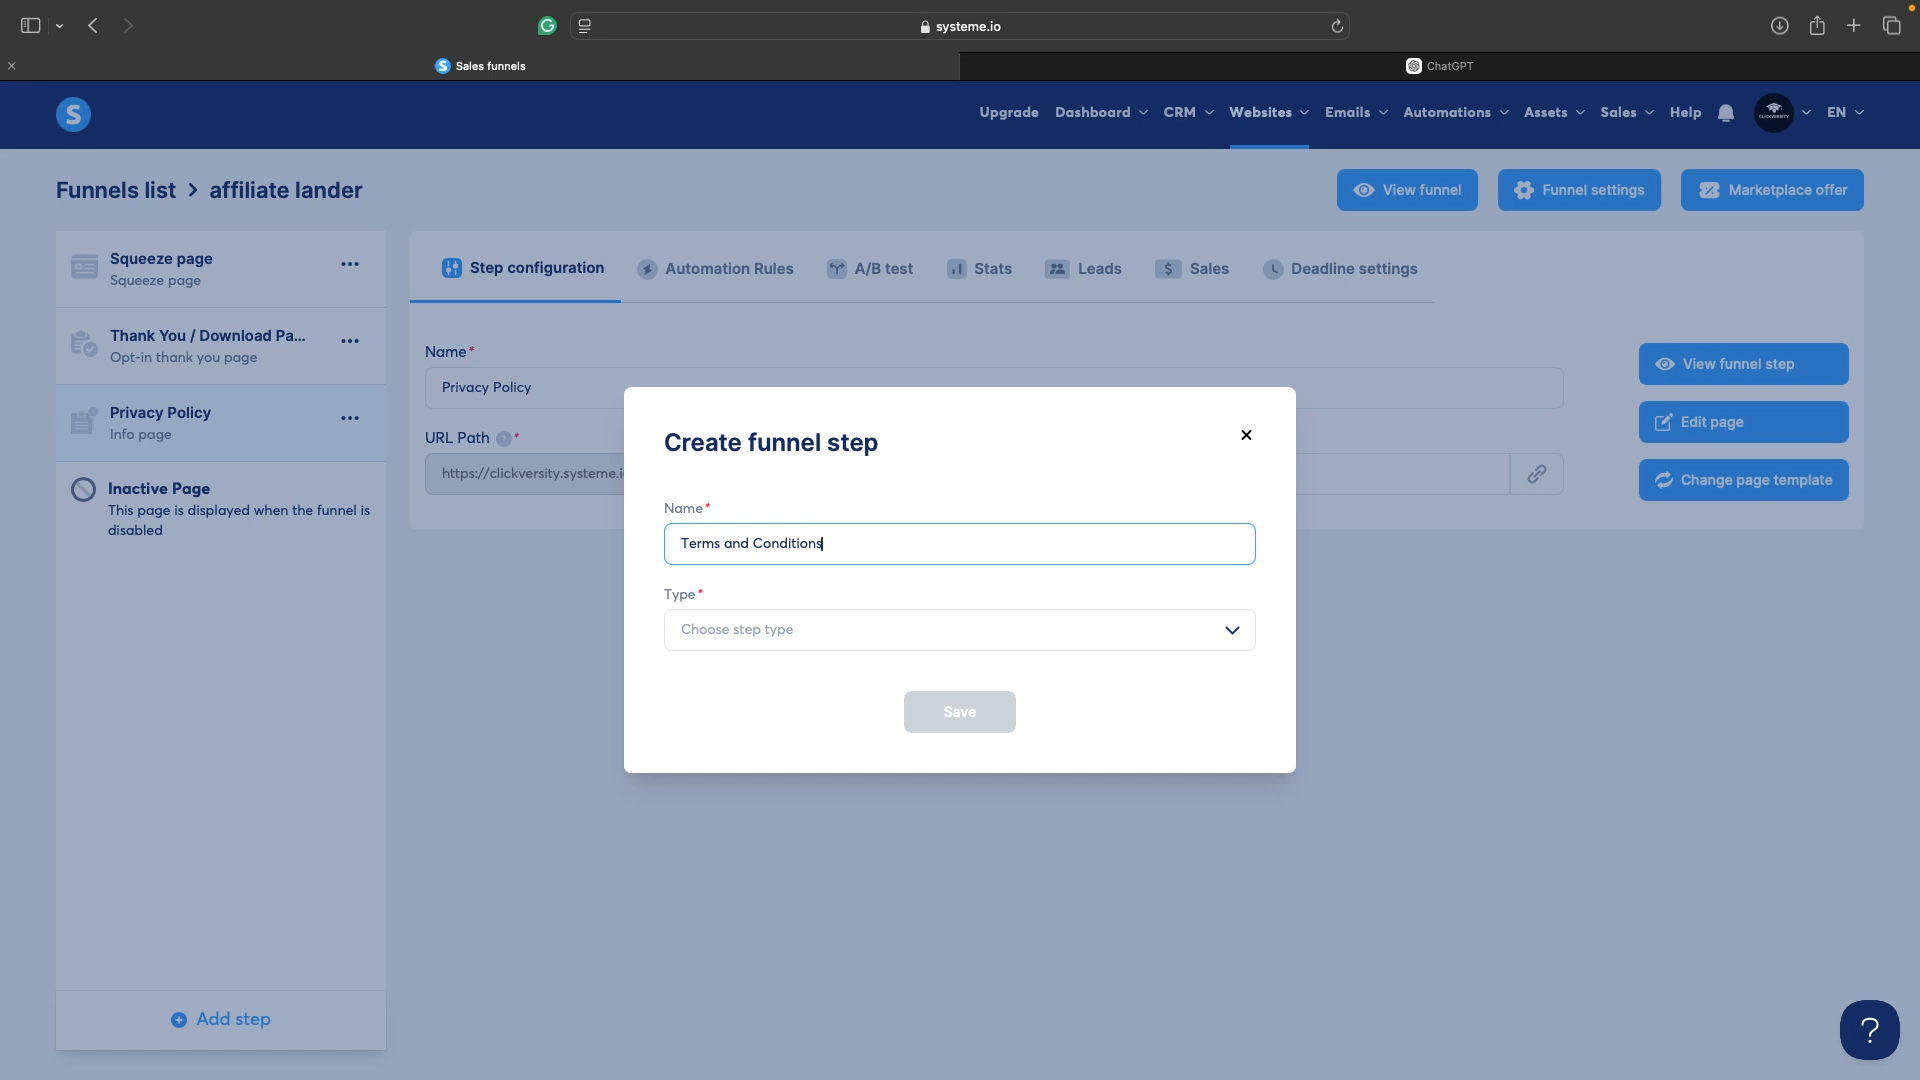 systeme.io
Sales funnels
ChatGPT
S
Upgrade Dashboard CRM Websites Emails Automations Assets Sales Help CLICKVERSITY EN
Funnels list > affiliate lander
View funnel
Funnel settings
Marketplace offer
Squeeze page
Squeeze page
Thank You / Download Pa...
Opt-in thank you page
Privacy Policy
Info page
Inactive Page
This page is displayed when the funnel is
disabled
Add step
Step configuration
Automation Rules
A/B test
Stats
Leads
Sales
Deadline settings
Name*
Privacy Policy
URL Path ?*
https://clickversity.systeme.i
View funnel step
Edit page
Change page template
Create funnel step
Name*
Terms and Conditions
Type*
Choose step type
Save
?